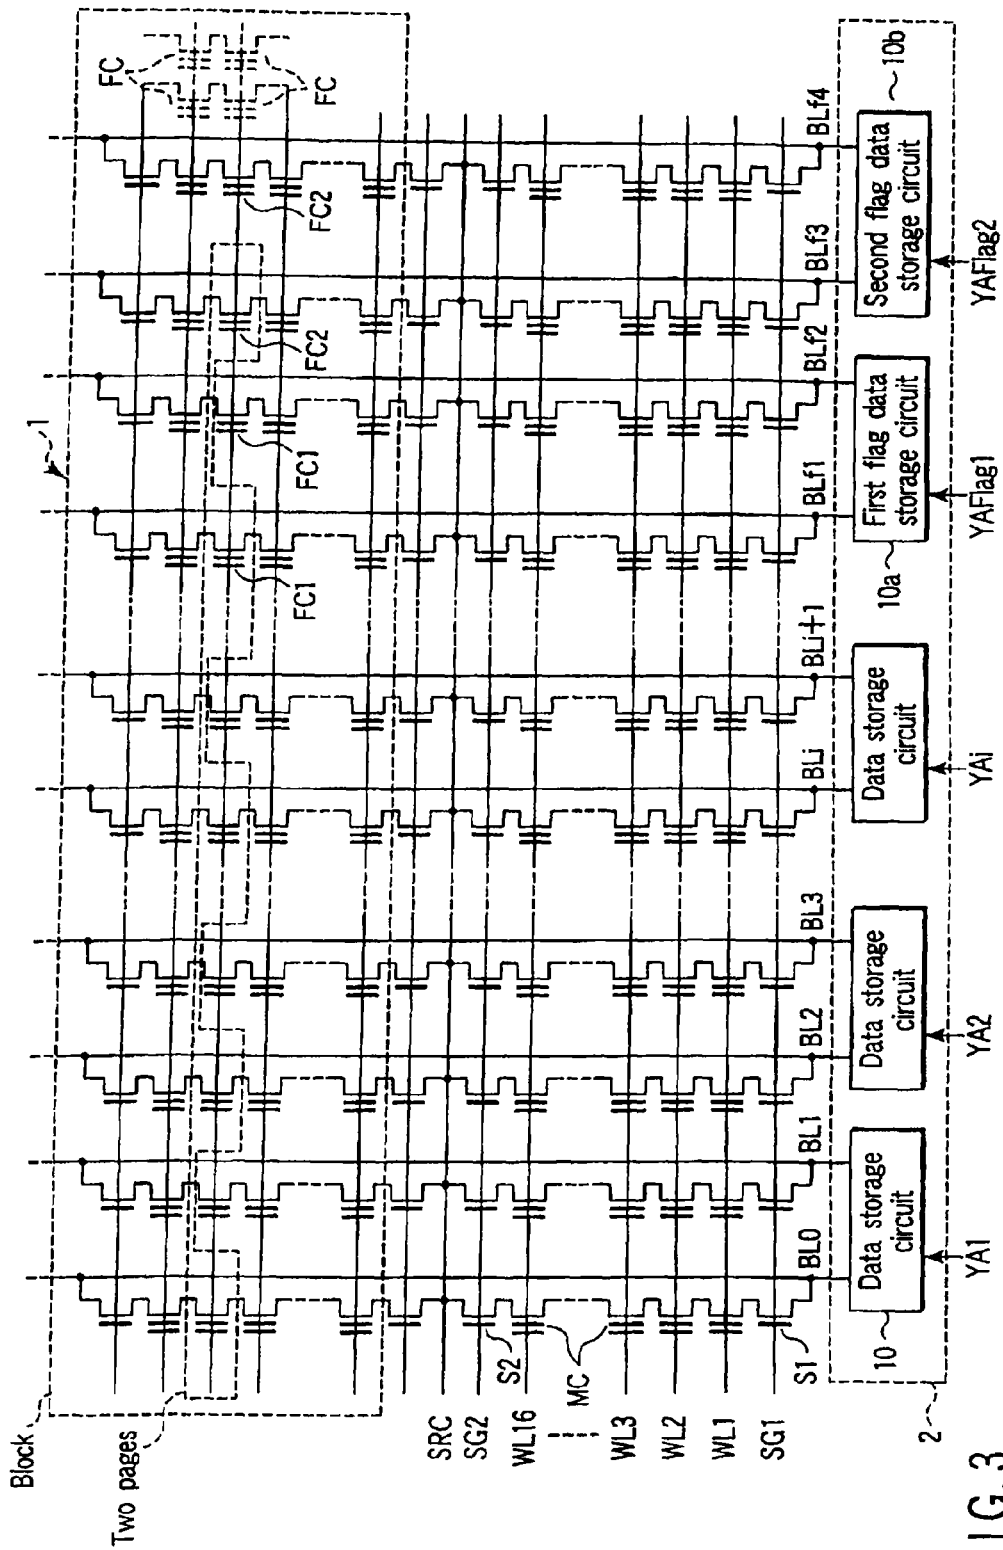 Block
1
Two pages
FC
FC
FC1
FC1
FC2
FC2
SRC
SG2
WL16
S2
MC
WL3
WL2
WL1
SG1
S1
BL0
BL1
BL2
BL3
BLi
BLi+1
BLf1
BLf2
BLf3
BLf4
2
10
Data storage
circuit
Data storage
circuit
Data storage
circuit
10a
First flag data
storage circuit
Second flag data
storage circuit
10b
YA1
YA2
YAi
YAFlag1
YAFlag2
IG.3